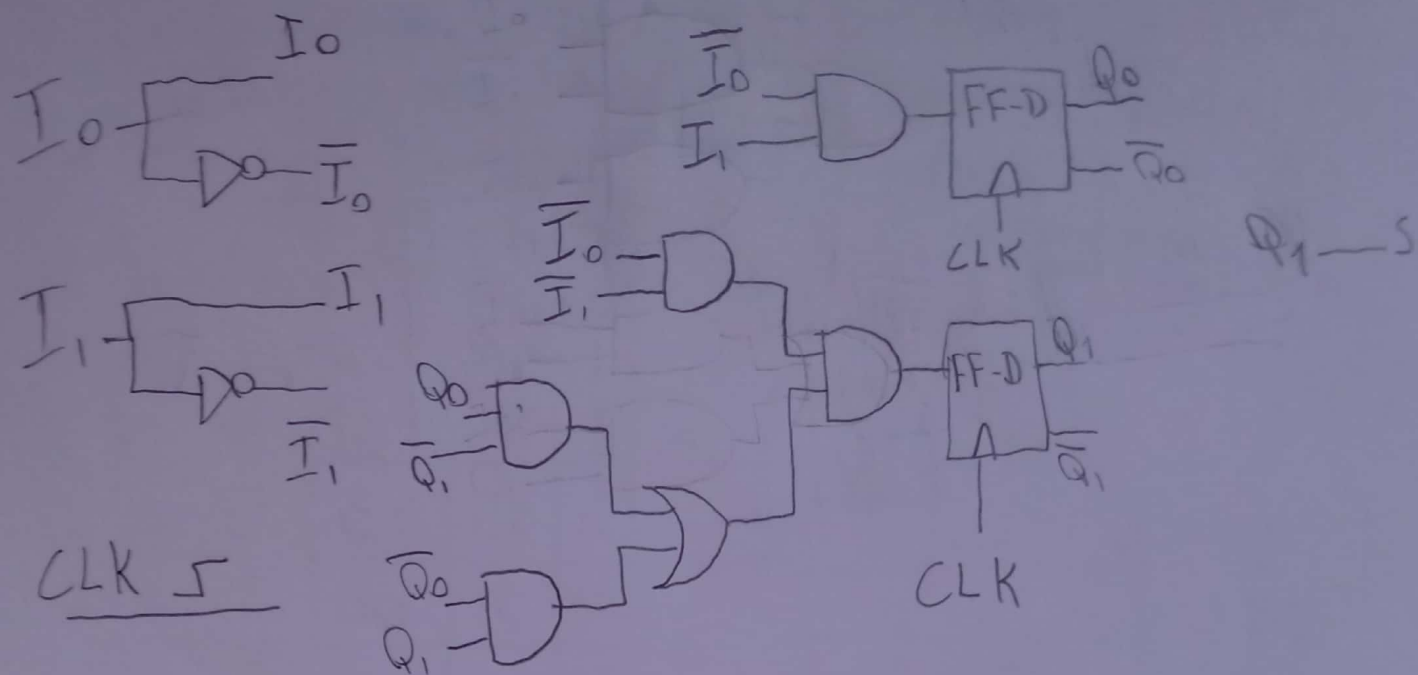 I0
I0
I̅0
I1
I1
I̅1
CLK
I̅0
I1
FF-D
Q0
Q̅0
CLK
I̅0
I̅1
Q0
Q̅1
Q̅0
Q1
FF-D
Q1
Q̅1
CLK
Q1 — S